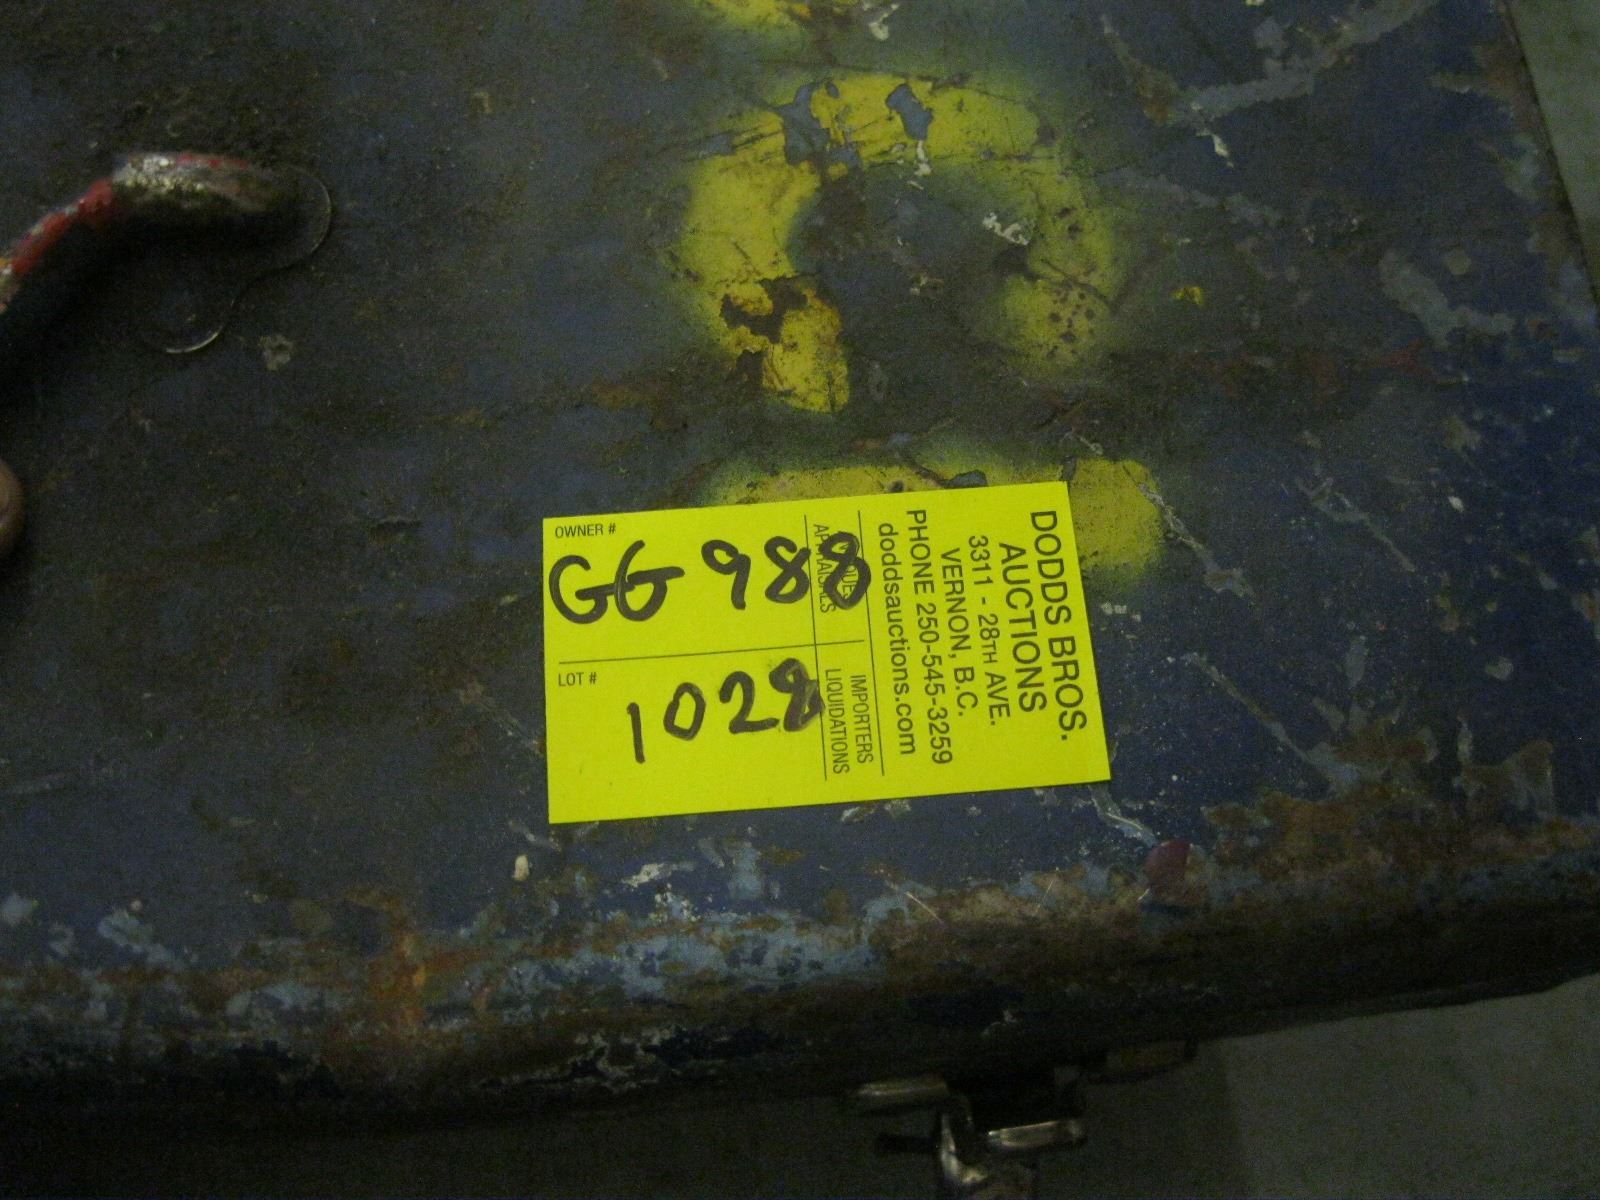 DODDS BROS.
AUCTIONS
3311 - 28TH AVE.
VERNON, B.C.
PHONE 250-545-3259
doddsauctions.com
IMPORTERS
LIQUIDATIONS
OWNER #
GG 988
LOT #
1028